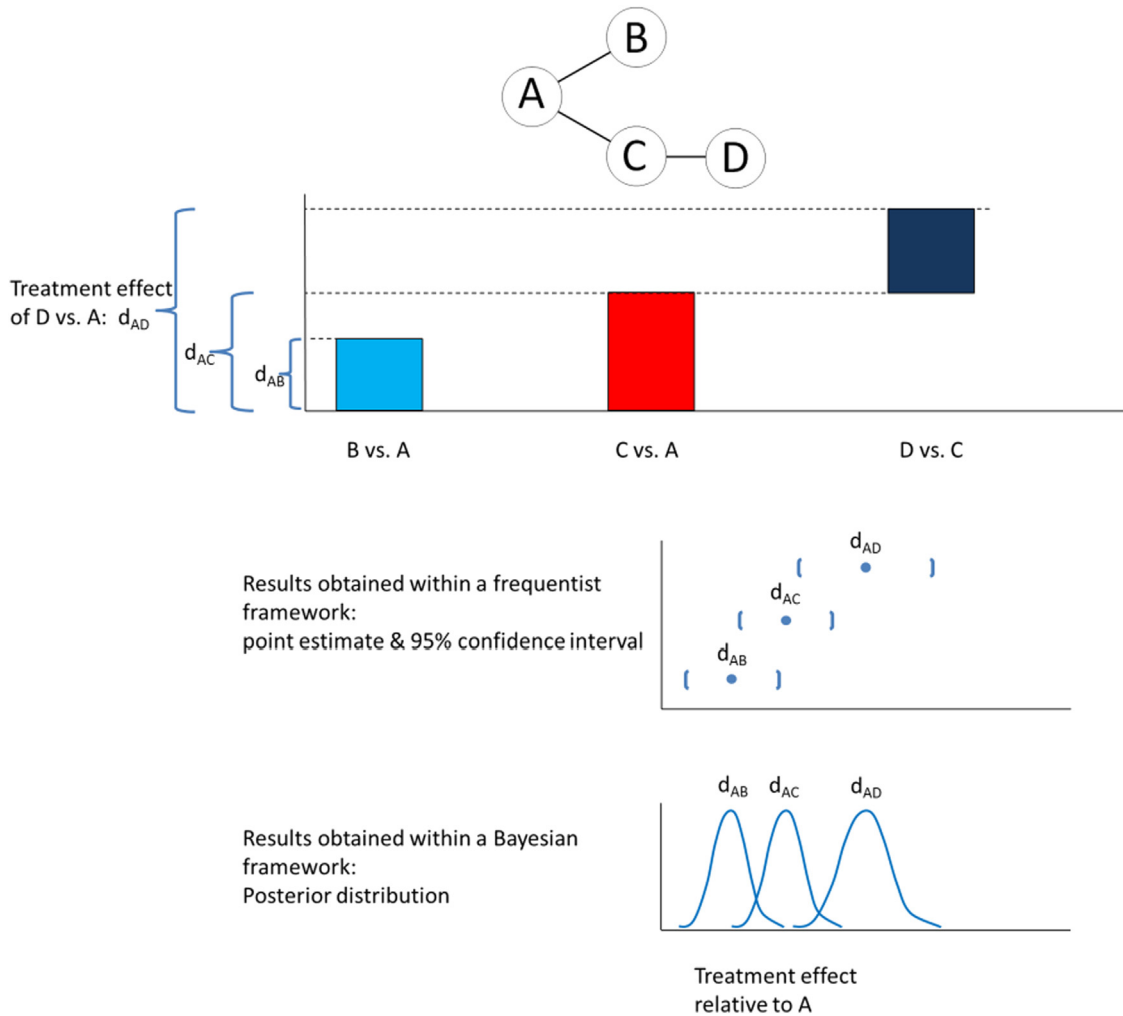 B
A
C
D
Treatment effect
of D vs. A: dAD
dAC
dAB
B vs. A
C vs. A
D vs. C
Results obtained within a frequentist
framework:
point estimate & 95% confidence interval
dAD
dAC
dAB
Results obtained within a Bayesian
framework:
Posterior distribution
dAB
dAC
dAD
Treatment effect
relative to A